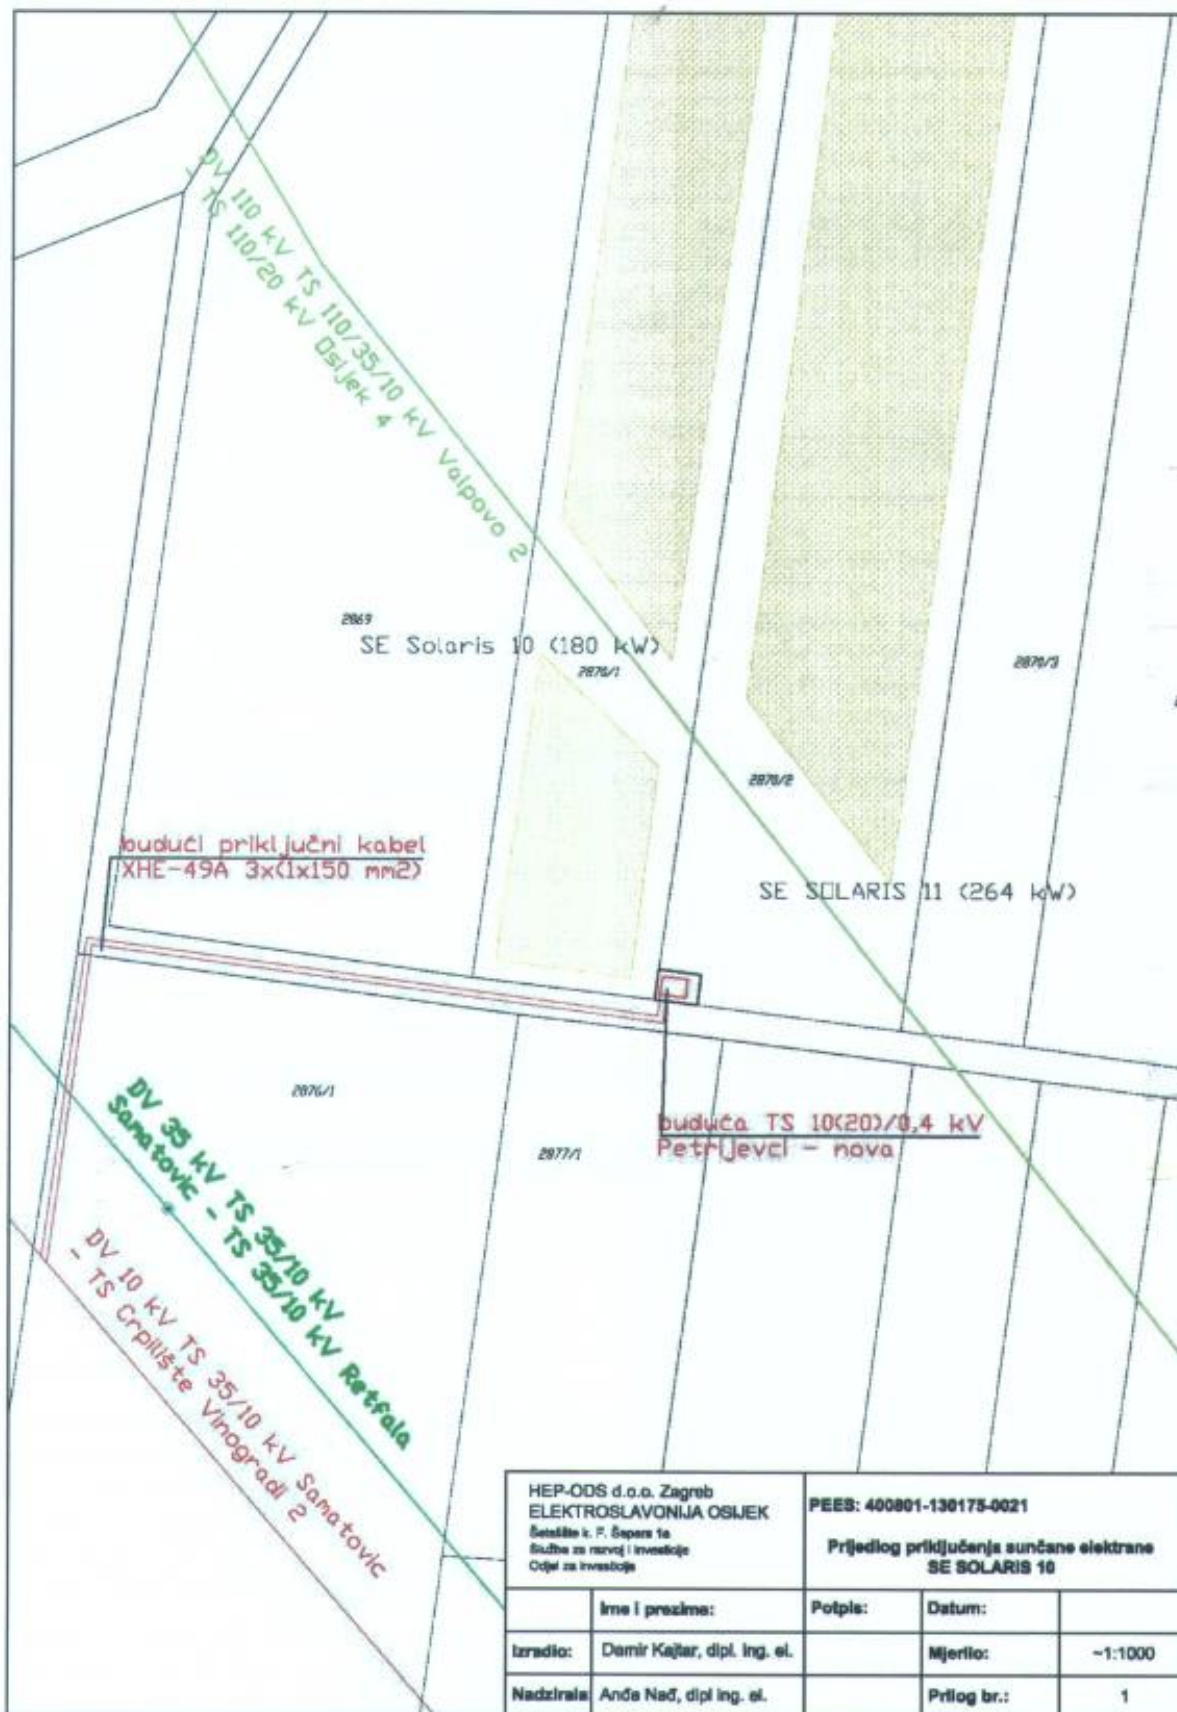 DV 110 kV TS 110/35/10 kV Valpovo 2
- TS 110/20 kV Osijek 4
2869
SE Solaris 10 (180 kW)
2870/1
2870/3
2870/2
budući priključni kabel
XHE-49A 3x(1x150 mm2)
SE SOLARIS 11 (264 kW)
2876/1
DV 35 kV TS 35/10 kV
Samatovic - TS 35/10 kV Retfala
buduća TS 10(20)/0,4 kV
Petrijevci - nova
2877/1
DV 10 kV TS 35/10 kV Samatovic
- TS Crpilište Vinogradi 2
HEP-ODS d.o.o. Zagreb
ELEKTROSLAVONIJA OSIJEK
Šetalište k. F. Šepera 1a
Služba za razvoj i investicije
Odjel za investicije
PEES: 400801-130175-0021
Prijedlog priključenja sunčane elektrane
SE SOLARIS 10
Ime i prezime:
Potpis:
Datum:
Izradio:
Damir Kajtar, dipl. ing. el.
Mjerilo:
~1:1000
Nadzirala
Anđa Nađ, dipl ing. el.
Prilog br.:
1